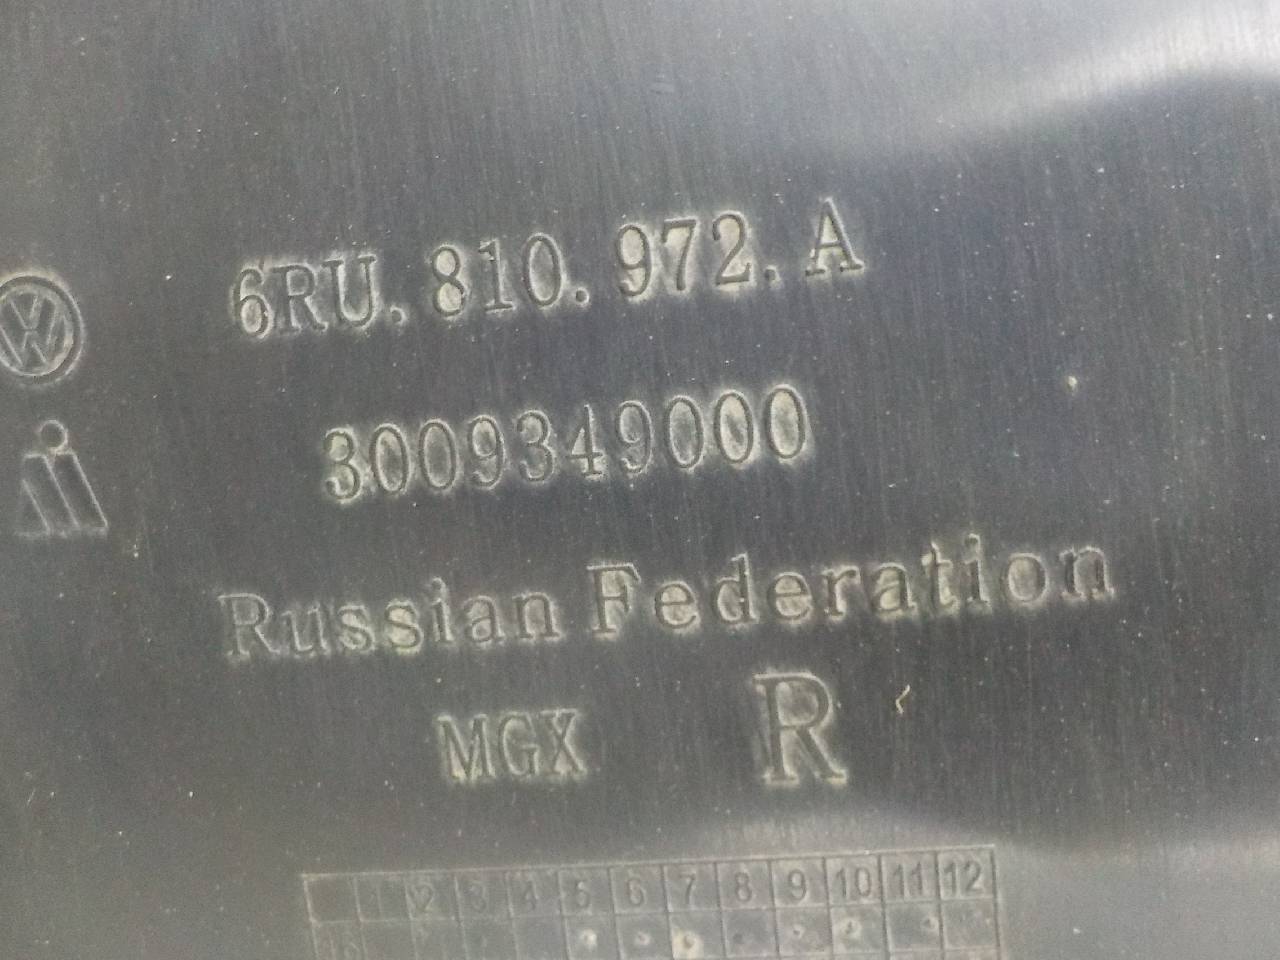 6RU.810.972.A
3009349000
Russian Federation
MGX R
1 2 3 4 5 6 7 8 9 10 11 12
16